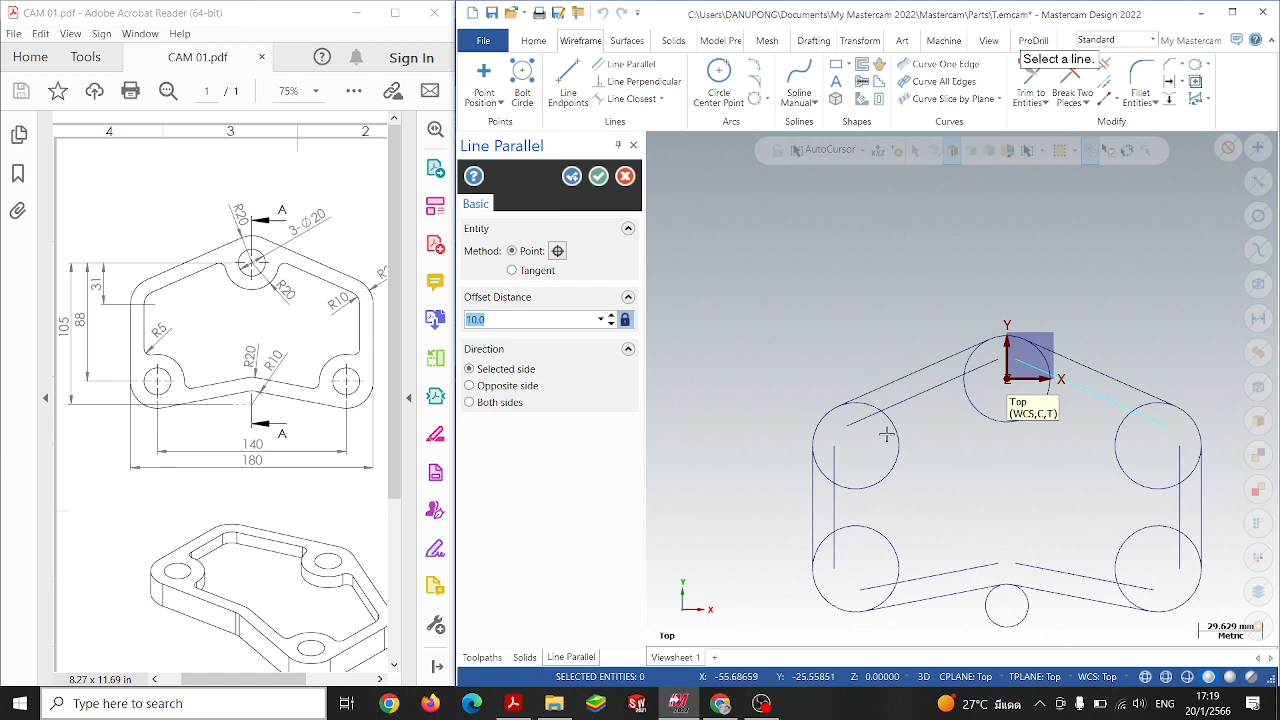 CAM 01.pdf - Adobe Acrobat Reader (64-bit)
File Edit View Sign Window Help
Home Tools CAM 01.pdf × Sign In
1 / 1 75%
4 3 2
A
R20
3-Ø20
31
R20
R10
105
88
R5
R20
R10
A
140
180
8.27 x 11.69 in
C:\Users\DANUPONG\Documents\My Mastercam 2022\Mastercam\Parts\T.emcam* - Mastercam Design 2022
File Home Wireframe Surfaces Solids Model Prep Mesh Drafting Transform Art Machine View ProDrill Standard My Mastercam
Select a line.
Point Position
Bolt Circle
Points
Line Endpoints
Line Parallel
Line Perpendicular
Line Closest
Lines
Circle Center Point
Arcs
Spline Manual
Splines
Shapes
Curve One Edge
Curve All Edges
Curve Slice by Plane
Curves
Trim to Entities
Break Two Pieces
Fillet Entities
Modify
Line Parallel
Basic
Entity
Method: Point:
Tangent
Offset Distance
10.0
Direction
Selected side
Opposite side
Both sides
AutoCursor
Y
X
Z
Top
(WCS,C,T)
Y
X
Top
29.629 mm
Metric
Toolpaths Solids Line Parallel
Viewsheet 1 +
SELECTED ENTITIES: 0 X: -55.68659 Y: -25.55851 Z: 0.00000 3D CPLANE: TOP TPLANE: TOP WCS: TOP
Type here to search
27°C
ENG
17:19
20/1/2566